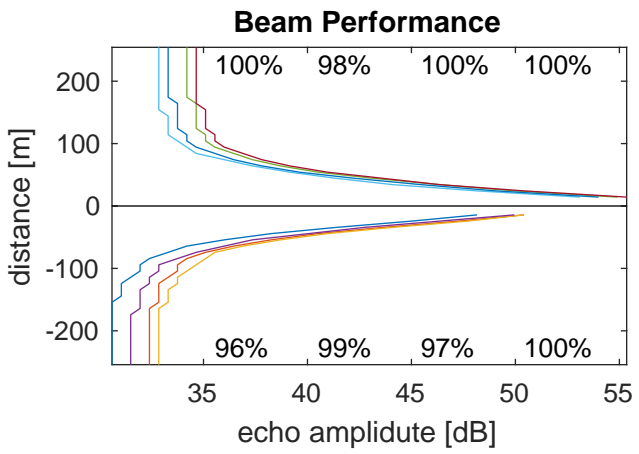 Beam Performance
200
100
0
-100
-200
distance [m]
100% 98% 100% 100%
96% 99% 97% 100%
35 40 45 50 55
echo amplidute [dB]